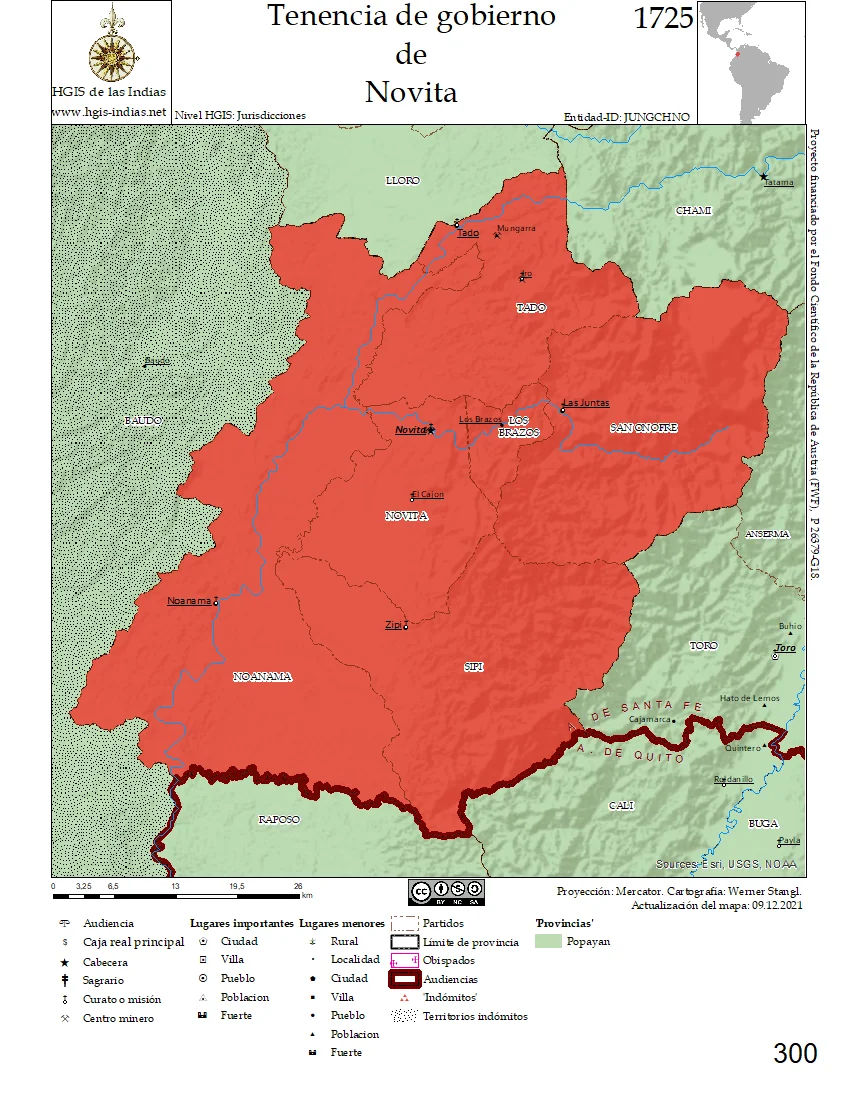 Tenencia de gobierno
de
Novita
1725
HGIS de las Indias
www.hgis-indias.net
Nivel HGIS: Jurisdicciones
Entidad-ID: JUNGCHNO
Proyecto financiado por el Fondo Científico de la República de Austria (FWF), P 26379-G18.
LLORO
Tatama
CHAMI
Tado
Mungarra
Iro
TADO
Baudo
BAUDO
Las Juntas
Los Brazos
LOS
BRAZOS
SAN ONOFRE
Novita
El Cajon
NOVITA
ANSERMA
Noanama
Zipi
Buhio
TORO
Toro
SIPI
NOANAMA
Hato de Lemos
A. DE SANTA FE
Cajamarca
A. DE QUITO
Quintero
Roldanillo
CALI
RAPOSO
BUGA
Payla
Sources: Esri, USGS, NOAA
0 3,25 6,5 13 19,5 26
km
CC BY NC SA
Proyección: Mercator. Cartografía: Werner Stangl.
Actualización del mapa: 09.12.2021
Audiencia
Caja real principal
Cabecera
Sagrario
Curato o misión
Centro minero
Lugares importantes
Ciudad
Villa
Pueblo
Poblacion
Fuerte
Lugares menores
Rural
Localidad
Ciudad
Villa
Pueblo
Poblacion
Fuerte
Partidos
Límite de provincia
Obispados
Audiencias
'Indómitos'
Territorios indómitos
'Provincias'
Popayan
300